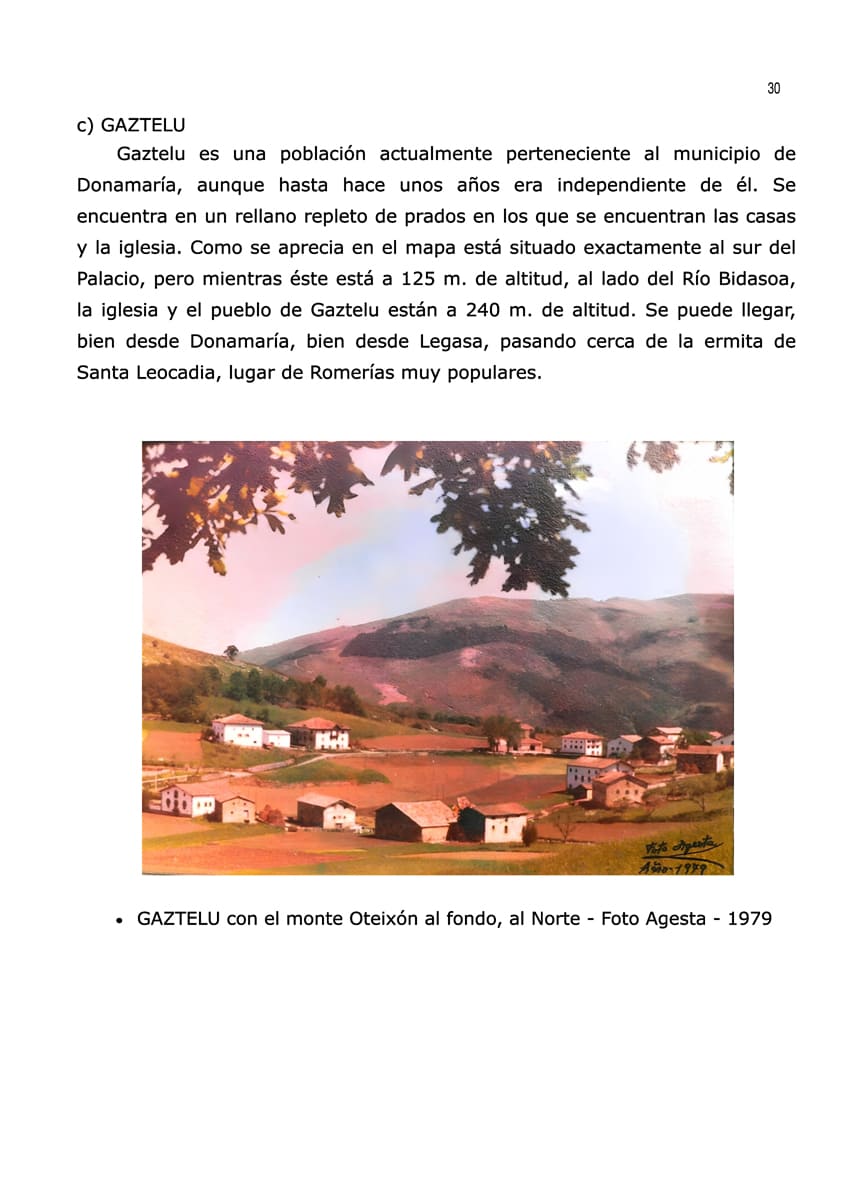 30
c) GAZTELU
Gaztelu es una población actualmente perteneciente al municipio de
Donamaría, aunque hasta hace unos años era independiente de él. Se
encuentra en un rellano repleto de prados en los que se encuentran las casas
y la iglesia. Como se aprecia en el mapa está situado exactamente al sur del
Palacio, pero mientras éste está a 125 m. de altitud, al lado del Río Bidasoa,
la iglesia y el pueblo de Gaztelu están a 240 m. de altitud. Se puede llegar,
bien desde Donamaría, bien desde Legasa, pasando cerca de la ermita de
Santa Leocadia, lugar de Romerías muy populares.
Foto Agesta
Año-1979
• GAZTELU con el monte Oteixón al fondo, al Norte - Foto Agesta - 1979